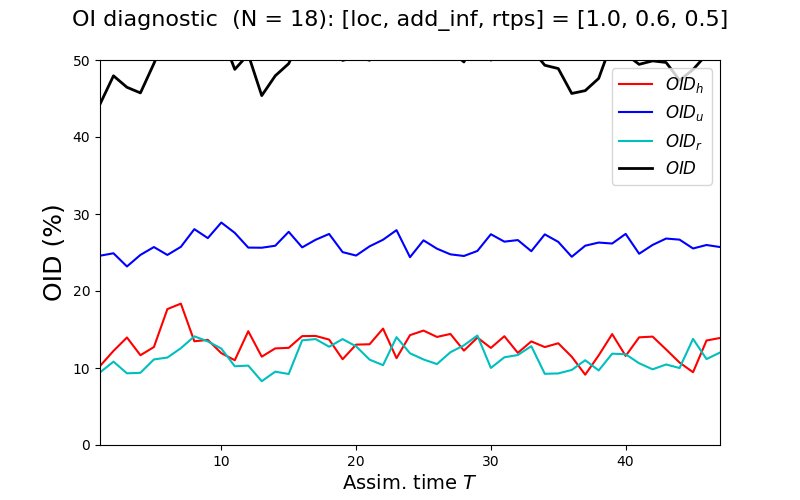 OI diagnostic (N = 18): [loc, add_inf, rtps] = [1.0, 0.6, 0.5]
OID (%)
50
40
30
20
10
0
OID_h
OID_u
OID_r
OID
10 20 30 40
Assim. time T